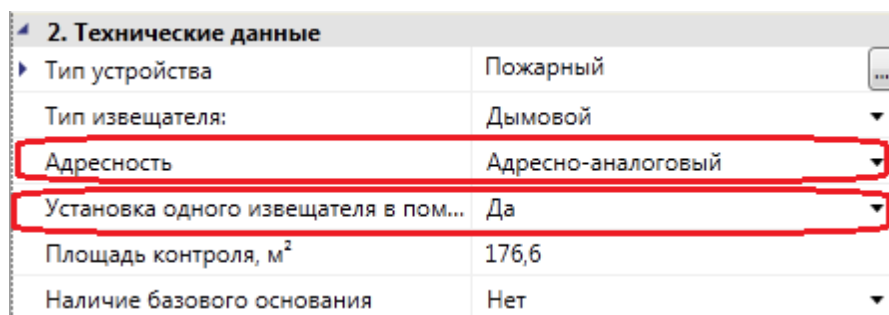 2. Технические данные
Тип устройства Пожарный ...
Тип извещателя: Дымовой
Адресность Адресно-аналоговый
Установка одного извещателя в пом... Да
Площадь контроля, м² 176,6
Наличие базового основания Нет